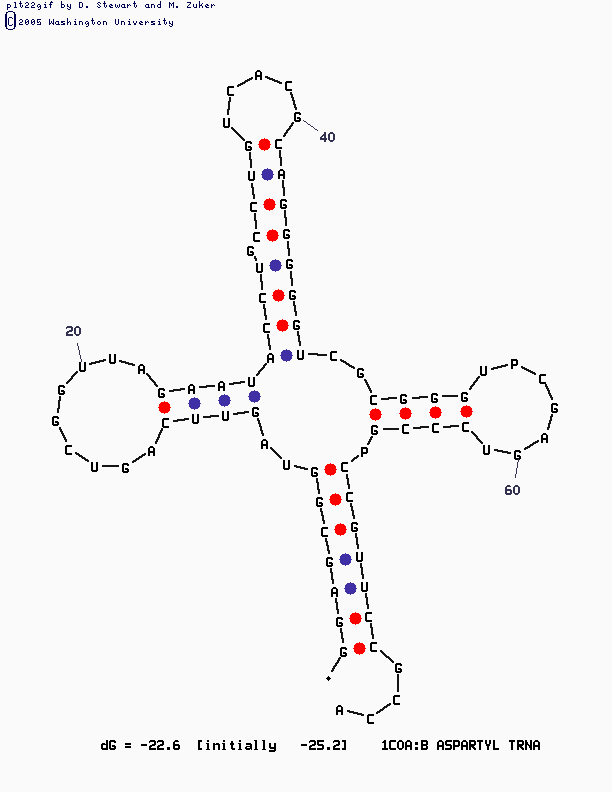 plt22gif by D. Stewart and M. Zuker
©2005 Washington University
G G A G C G G U A G U U C A G U C G G U U A G A A U A C C U G C C U G U C A C G C A G G G G G U C G C G G G U P C G A G U C C C G P C C G U U C C G C C A
20
40
60
dG = -22.6 [initially -25.2] 1C0A:B ASPARTYL TRNA